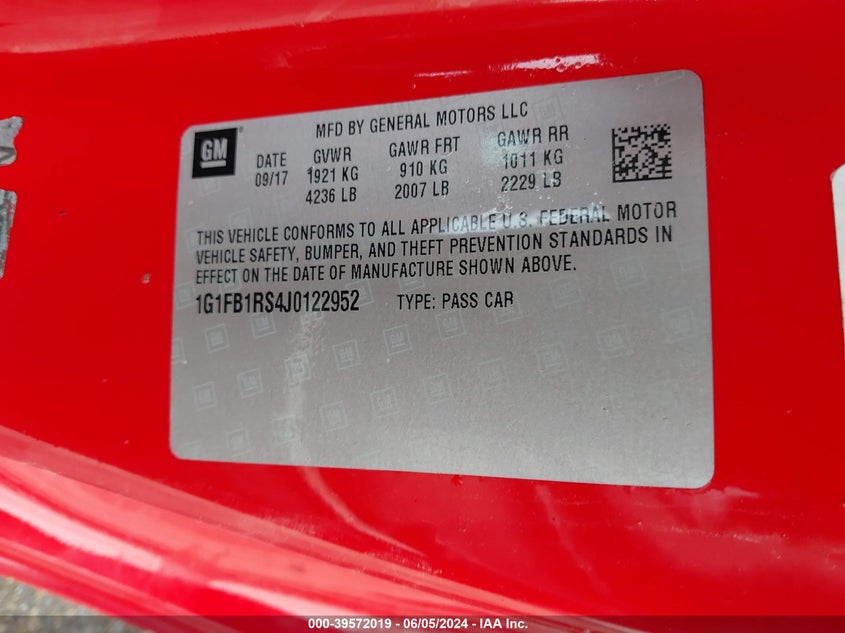 GM
MFD BY GENERAL MOTORS LLC
DATE GVWR GAWR FRT GAWR RR
09/17 1921 KG 910 KG 1011 KG
4236 LB 2007 LB 2229 LB
THIS VEHICLE CONFORMS TO ALL APPLICABLE U.S. FEDERAL MOTOR
VEHICLE SAFETY, BUMPER, AND THEFT PREVENTION STANDARDS IN
EFFECT ON THE DATE OF MANUFACTURE SHOWN ABOVE.
1G1FB1RS4J0122952 TYPE: PASS CAR
000-39572019 - 06/05/2024 - IAA Inc.